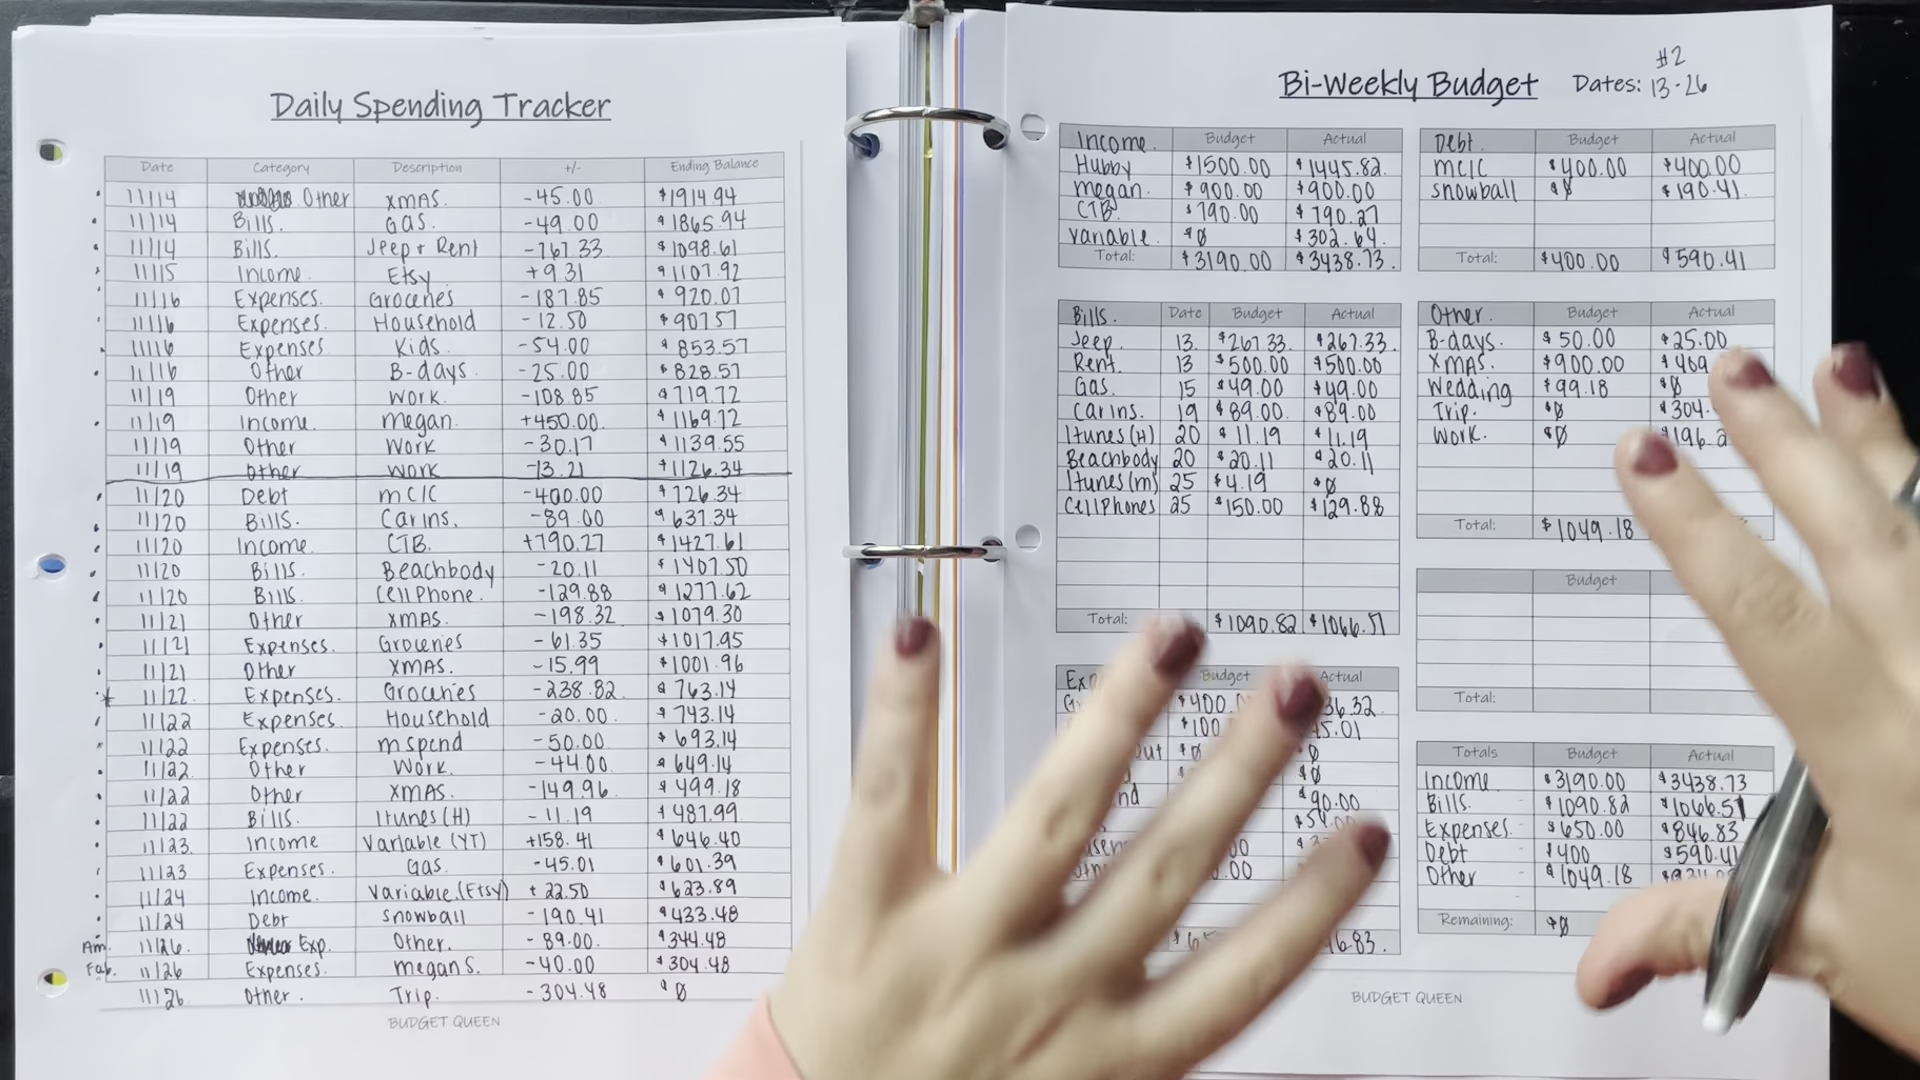 Daily Spending Tracker
Date Category Description +/- Ending Balance
11/14 Other XMAS. -45.00 $1914.94
11/14 Bills. Gas. -49.00 $1865.94
11/14 Bills. Jeep + Rent -767.33 $1098.61
11/15 Income. Etsy +9.31 $1107.92
11/16 Expenses. Groceries -187.85 $920.07
11/16 Expenses. Household -12.50 $907.57
11/16 Expenses Kids. -54.00 $853.57
11/16 Other B-days. -25.00 $828.57
11/19 Other Work. -108.85 $719.72
11/19 Income. Megan. +450.00. $1169.72
11/19 Other Work -30.17 $1139.55
11/19 Other Work -13.21 $1126.34
11/20 Debt MC/C -400.00 $726.34
11/20 Bills. Car Ins. -89.00 $637.34
11/20 Income CTB. +790.27 $1427.61
11/20 Bills. Beachbody -20.11 $1407.50
11/20 Bills. Cell Phone. -129.88 $1277.62
11/21 Other XMAS. -198.32 $1079.30
11/21 Expenses Groceries -61.35 $1017.95
11/21 Other XMAS. -15.99 $1001.96
11/22. Expenses. Groceries -238.82. $763.14
11/22 Expenses. Household -20.00. $743.14
11/22 Expenses. M spend -50.00 $693.14
11/22. Other Work. -44.00 $649.14
11/22 Other XMAS. -149.96 $499.18
11/22 Bills. Itunes (H) -11.19 $487.99
11/23. Income Variable (YT) +158.41 $646.40
11/23 Expenses. Gas. -45.01 $601.39
11/24 Income. Variable.(Etsy) + 22.50 $623.89
11/24 Debt Snowball -190.41 $433.48
Am. 11/26. Exp. Other. -89.00. $344.48
Fab. 11/26 Expenses. Megan S. -40.00 $304.48
11/26 Other. Trip. -304.48 $0
BUDGET QUEEN
#2
Bi-Weekly Budget Dates: 13-26
Income. Budget Actual
Hubby $1500.00 $1445.82.
Megan. $900.00 $900.00
CTB. $790.00 $790.27
Variable. $0 $302.64.
Total: $3190.00 $3438.73.
Debt. Budget Actual
MC/C $400.00 $400.00
Snowball $0 $190.41.
Total: $400.00 $590.41
Bills. Date Budget Actual
Jeep. 13. $267.33. $267.33.
Rent. 13 $500.00 $500.00
Gas. 15 $49.00 $49.00
Car Ins. 19 $89.00. $89.00
Itunes (H) 20 $11.19 $11.19
Beachbody 20 $20.11 $20.11
Itunes (M) 25 $4.19 $0
Cell Phones 25 $150.00 $129.88
Total: $1090.82 $1066.51
Other. Budget Actual
B-days. $50.00 $25.00
XMAS. $900.00
Wedding $99.18 $0
Trip. $0 $304.
Work. $0
Total: $1049.18
Budget
Total:
Budget Actual
$0
$0
$90.00
Totals Budget Actual
Income. $3190.00 $3438.73
Bills. $1090.82 $1066.51
Expenses $650.00 $846.83
Debt $400 $590.41
Other $1049.18
Remaining: $0
BUDGET QUEEN